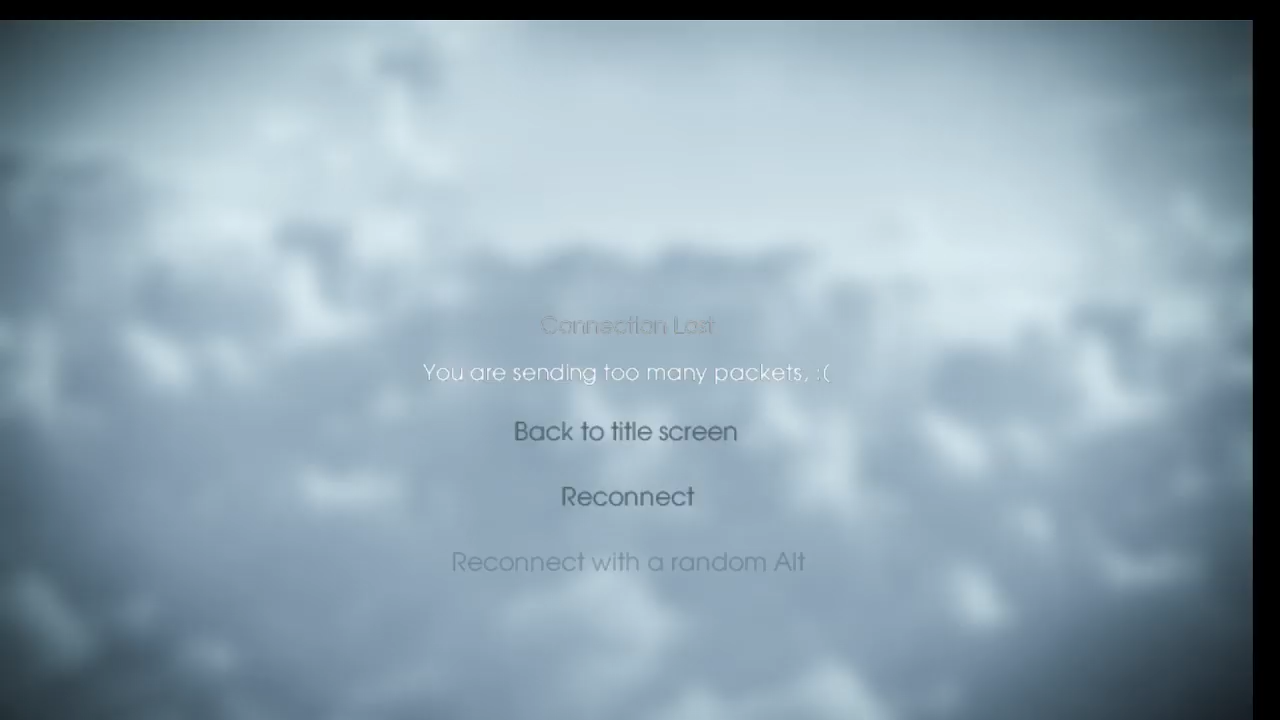 Connection Lost
You are sending too many packets, :(
Back to title screen
Reconnect
Reconnect with a random Alt